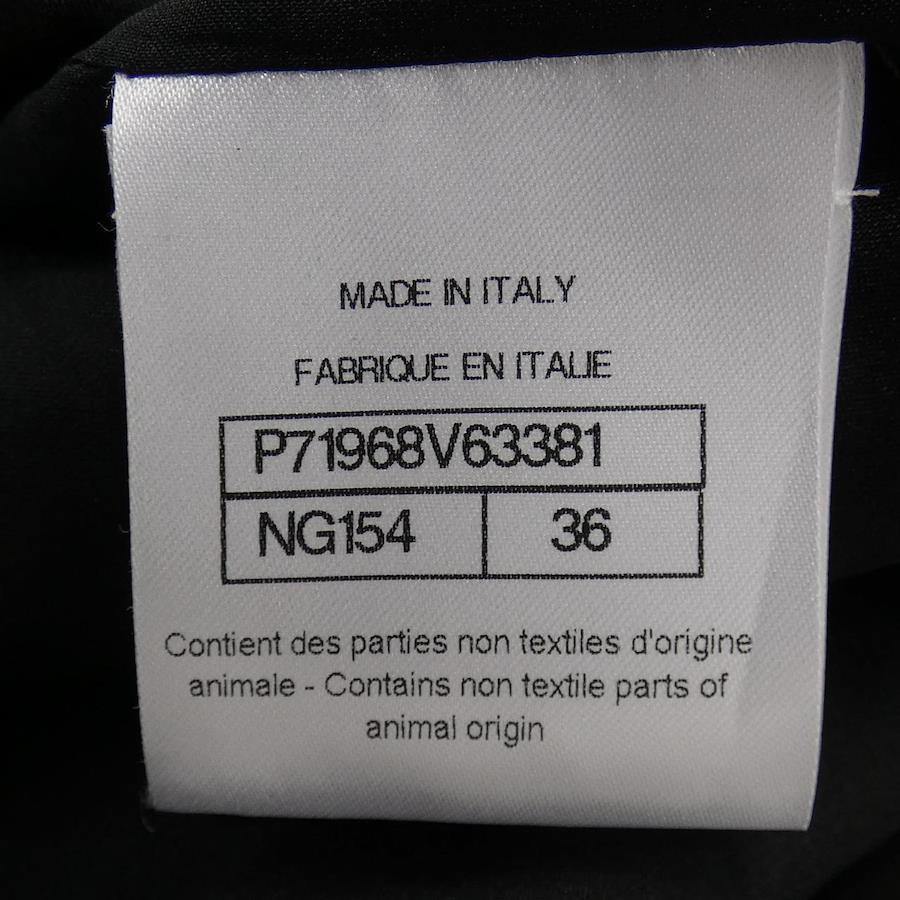 MADE IN ITALY
FABRIQUE EN ITALIE
P71968V63381
NG154 36
Contient des parties non textiles d'origine
animale - Contains non textile parts of
animal origin